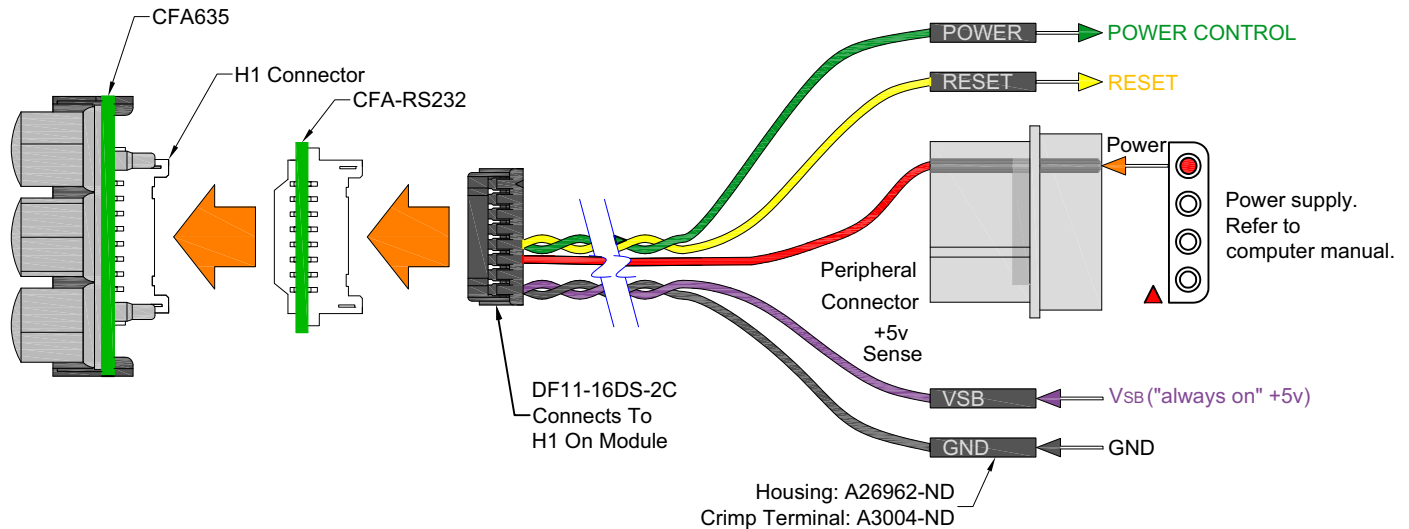 CFA635
H1 Connector
CFA-RS232
POWER
POWER CONTROL
RESET
RESET
Power
Power supply.
Refer to
computer manual.
Peripheral
Connector
+5v
Sense
DF11-16DS-2C
Connects To
H1 On Module
VSB
VSB ("always on" +5v)
GND
GND
Housing: A26962-ND
Crimp Terminal: A3004-ND